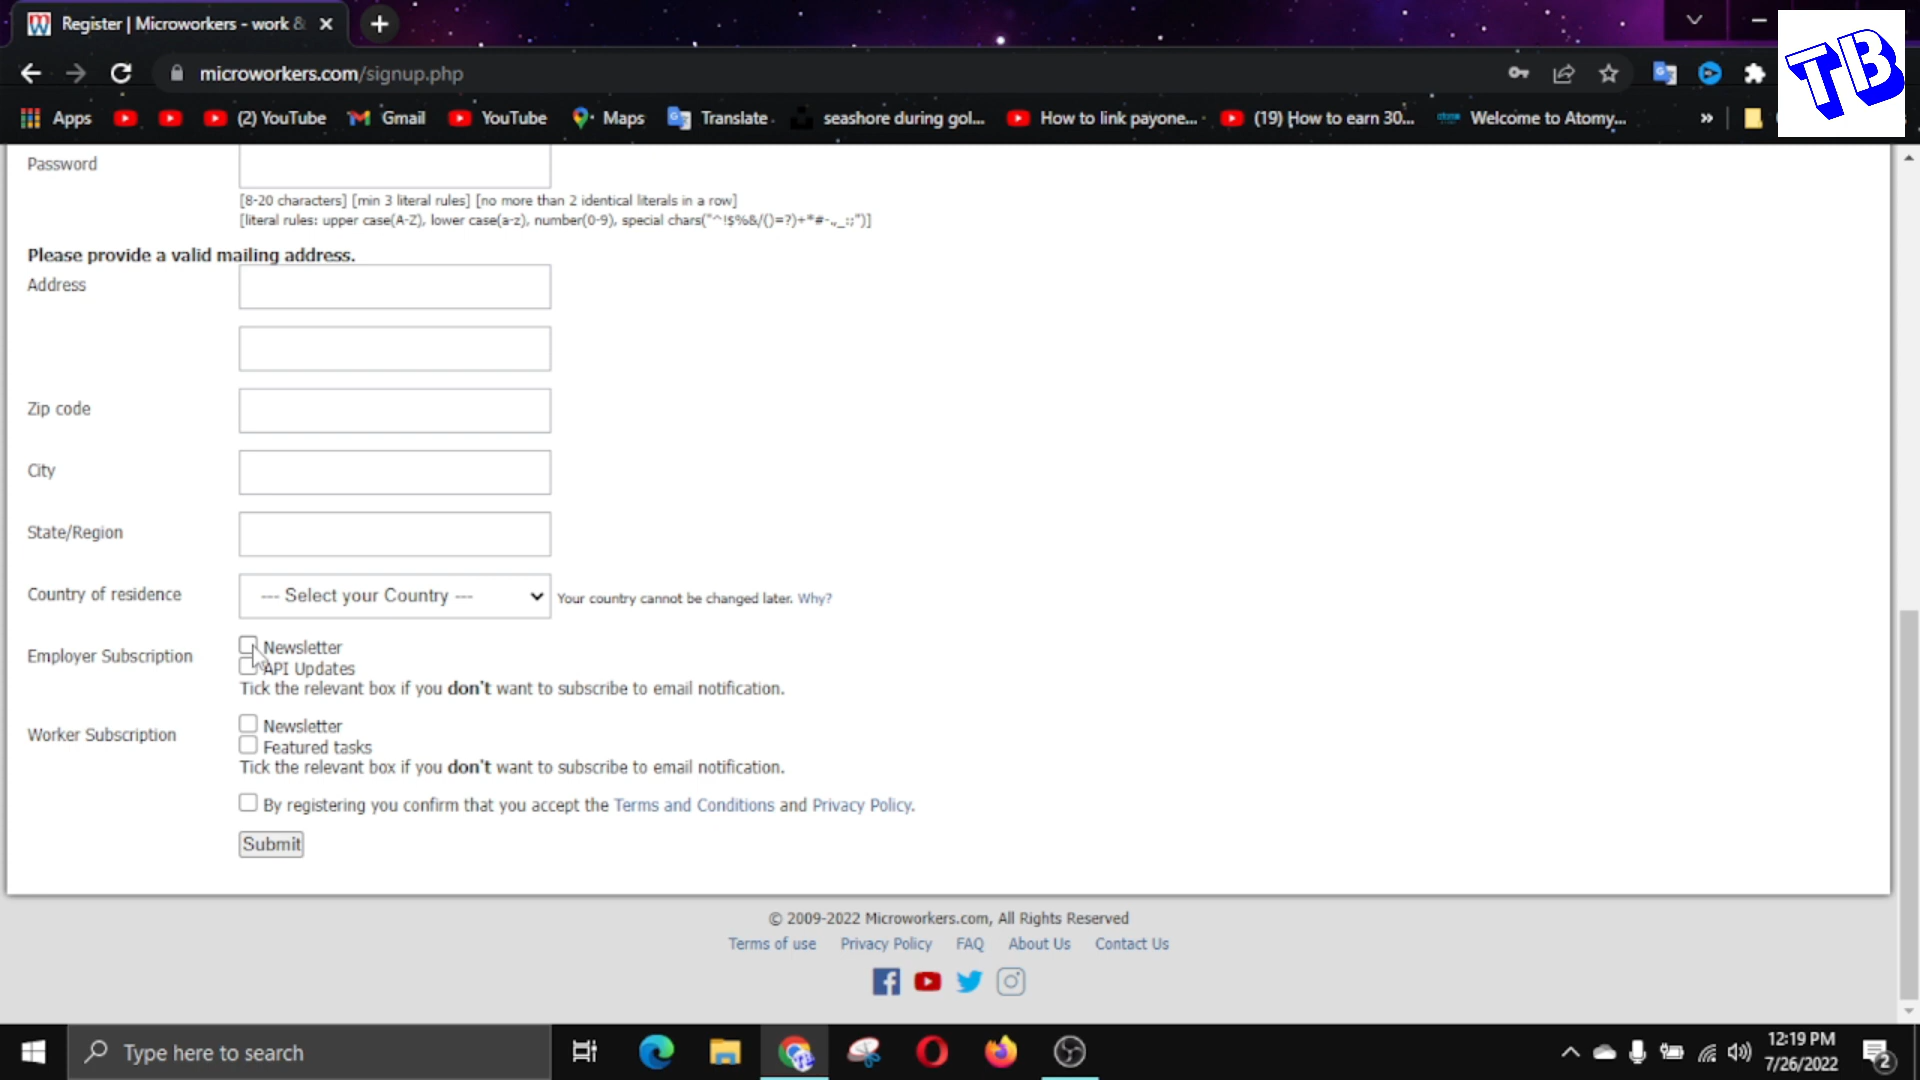 Register | Microworkers - work &
TB
microworkers.com/signup.php
Apps (2) YouTube Gmail YouTube Maps Translate seashore during gol... How to link payone... (19) How to earn 30... Welcome to Atomy... »
Password
[8-20 characters] [min 3 literal rules] [no more than 2 identical literals in a row]
[literal rules: upper case(A-Z), lower case(a-z), number(0-9), special chars("^!$%&/()=?)+*#-.,_:;")]
Please provide a valid mailing address.
Address
Zip code
City
State/Region
Country of residence --- Select your Country --- Your country cannot be changed later. Why?
Employer Subscription Newsletter
API Updates
Tick the relevant box if you don't want to subscribe to email notification.
Worker Subscription Newsletter
Featured tasks
Tick the relevant box if you don't want to subscribe to email notification.
By registering you confirm that you accept the Terms and Conditions and Privacy Policy.
Submit
© 2009-2022 Microworkers.com, All Rights Reserved
Terms of use Privacy Policy FAQ About Us Contact Us
Type here to search
12:19 PM
7/26/2022
2